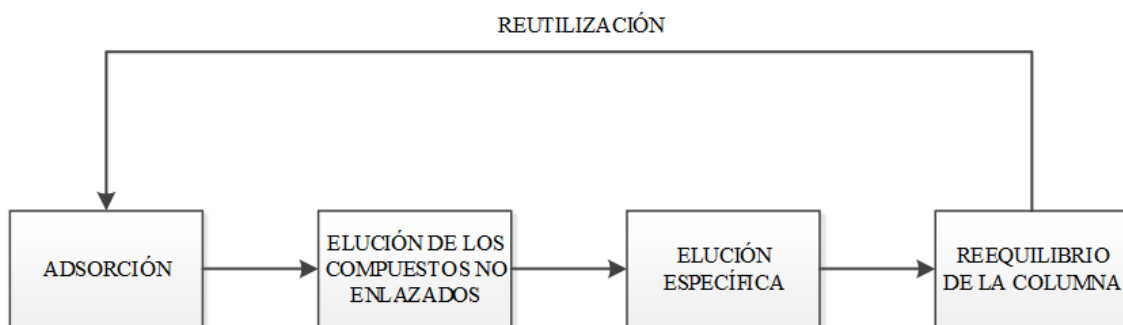 REUTILIZACIÓN
ADSORCIÓN
ELUCIÓN DE LOS
COMPUESTOS NO
ENLAZADOS
ELUCIÓN
ESPECÍFICA
REEQUILIBRIO
DE LA COLUMNA